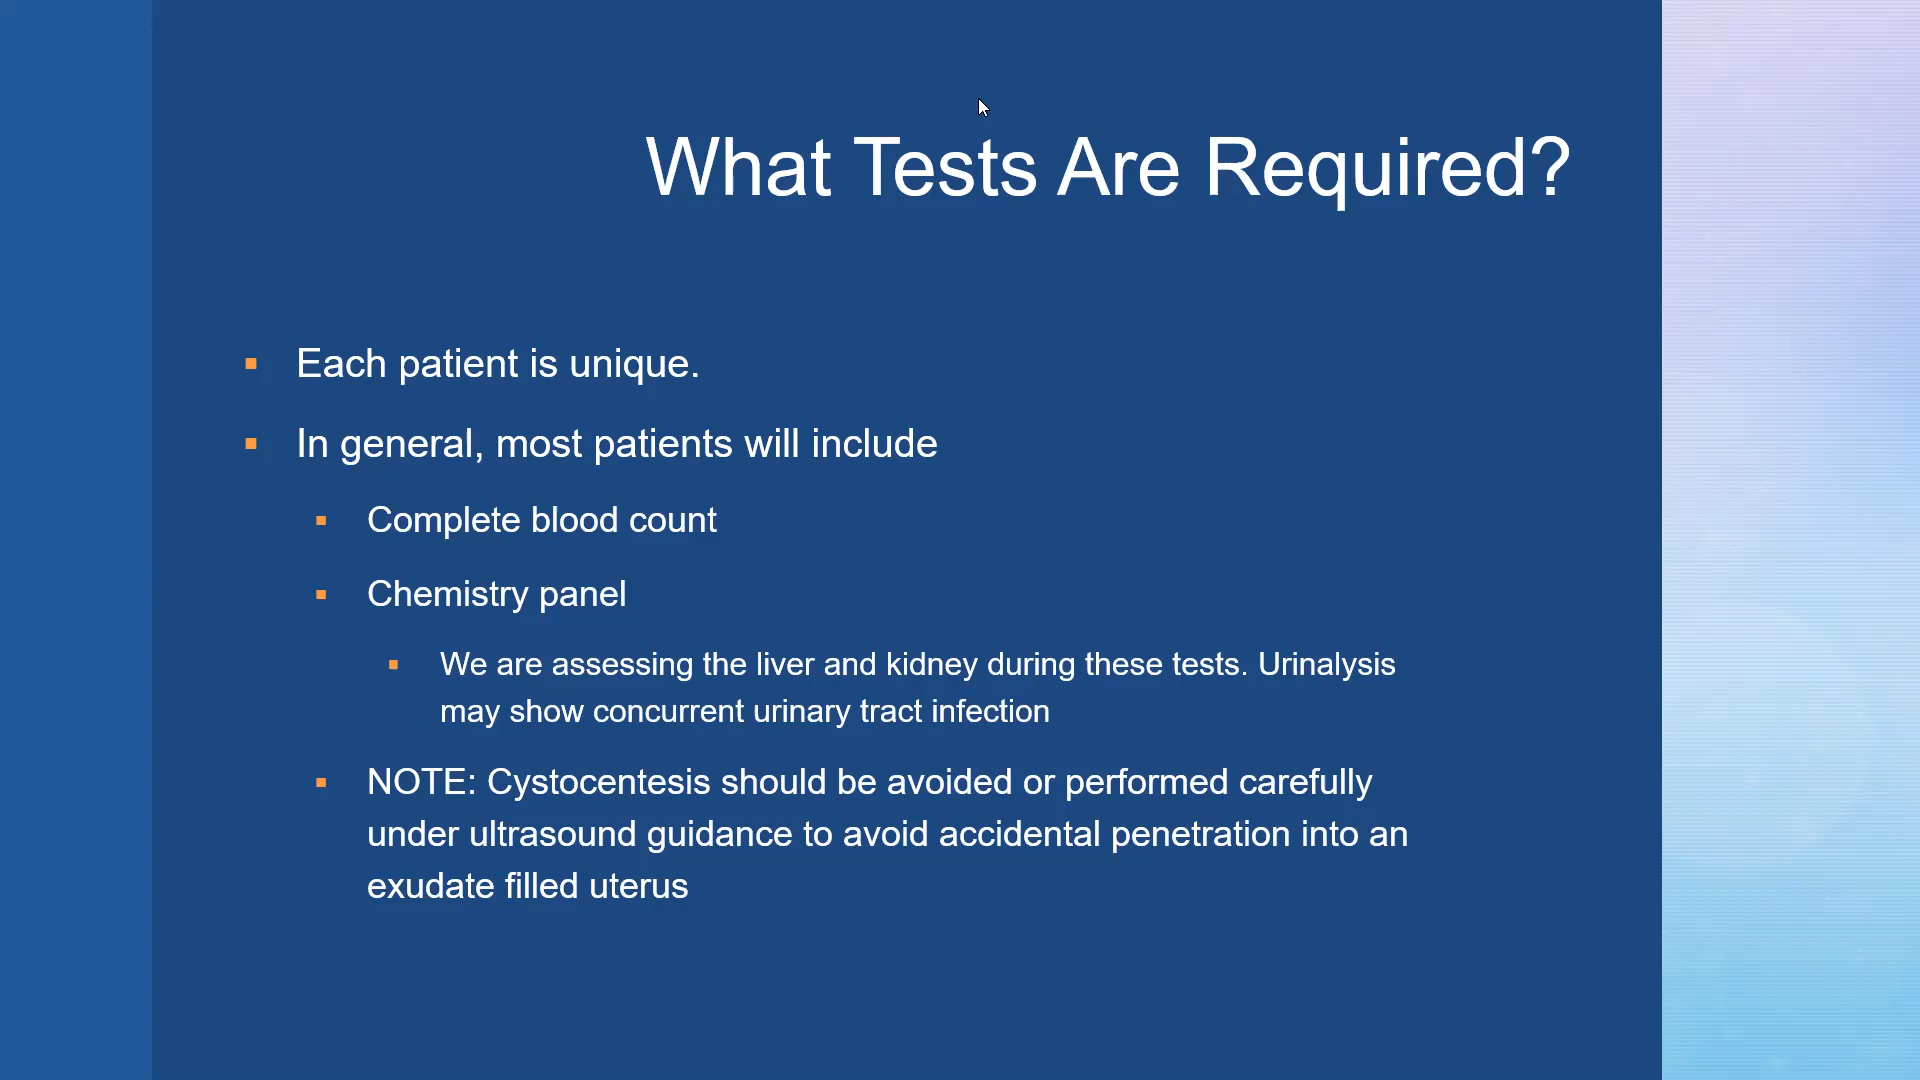 What Tests Are Required?
Each patient is unique.
In general, most patients will include
Complete blood count
Chemistry panel
We are assessing the liver and kidney during these tests. Urinalysis
may show concurrent urinary tract infection
NOTE: Cystocentesis should be avoided or performed carefully
under ultrasound guidance to avoid accidental penetration into an
exudate filled uterus